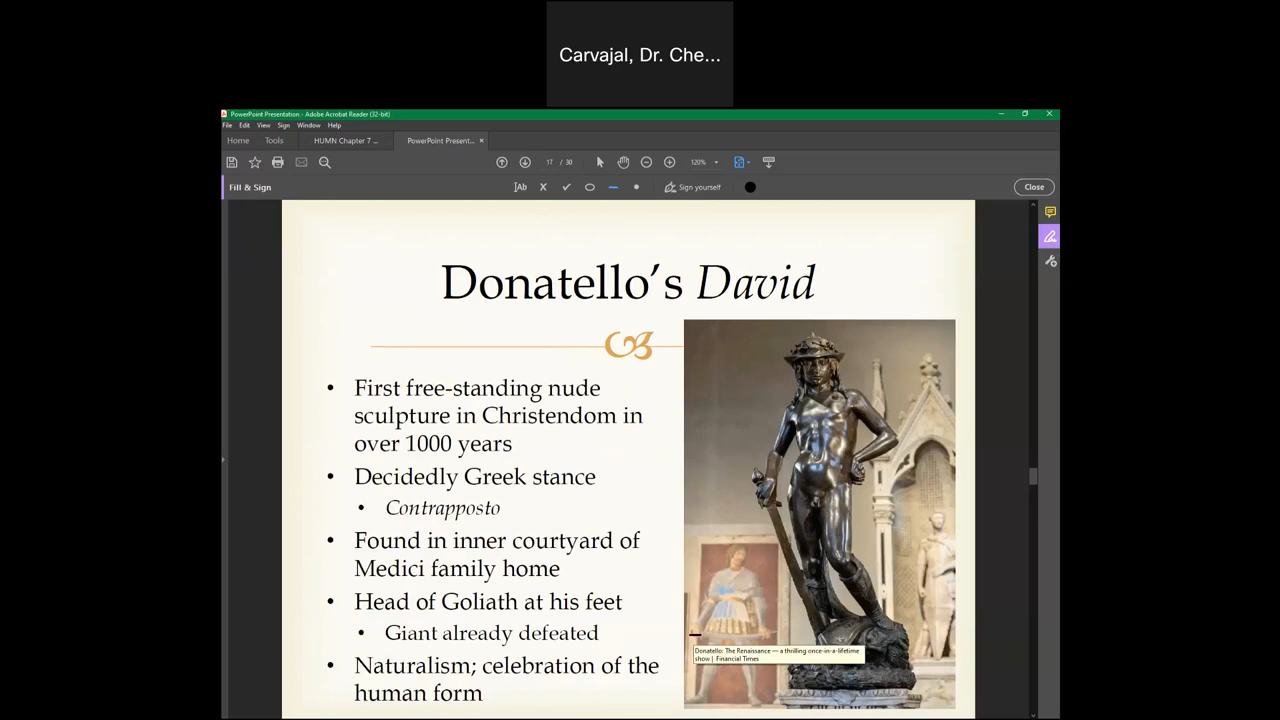 Carvajal, Dr. Che...
PowerPoint Presentation - Adobe Acrobat Reader (32-bit)
File Edit View Sign Window Help
Home Tools HUMN Chapter 7 ... PowerPoint Present... ×
17 / 30 120%
Fill & Sign Ab Sign yourself Close
Donatello's David
• First free-standing nude
sculpture in Christendom in
over 1000 years
• Decidedly Greek stance
• Contrapposto
• Found in inner courtyard of
Medici family home
• Head of Goliath at his feet
• Giant already defeated
• Naturalism; celebration of the
human form
Donatello: The Renaissance — a thrilling once-in-a-lifetime
show | Financial Times